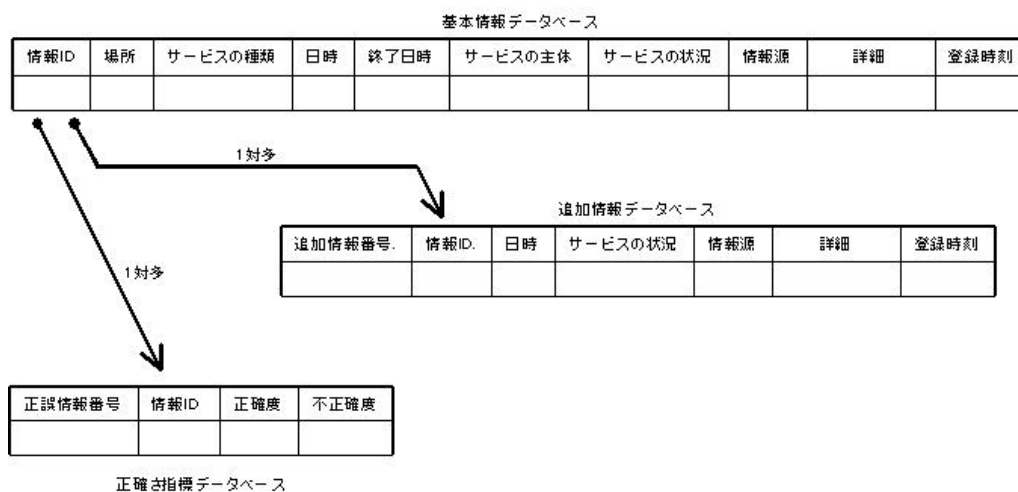 基本情報データベース
情報ID 場所 サービスの種類 日時 終了日時 サービスの主体 サービスの状況 情報源 詳細 登録時刻
1対多
追加情報データベース
追加情報番号. 情報ID. 日時 サービスの状況 情報源 詳細 登録時刻
1対多
正誤情報番号 情報ID 正確度 不正確度
正確さ指標データベース